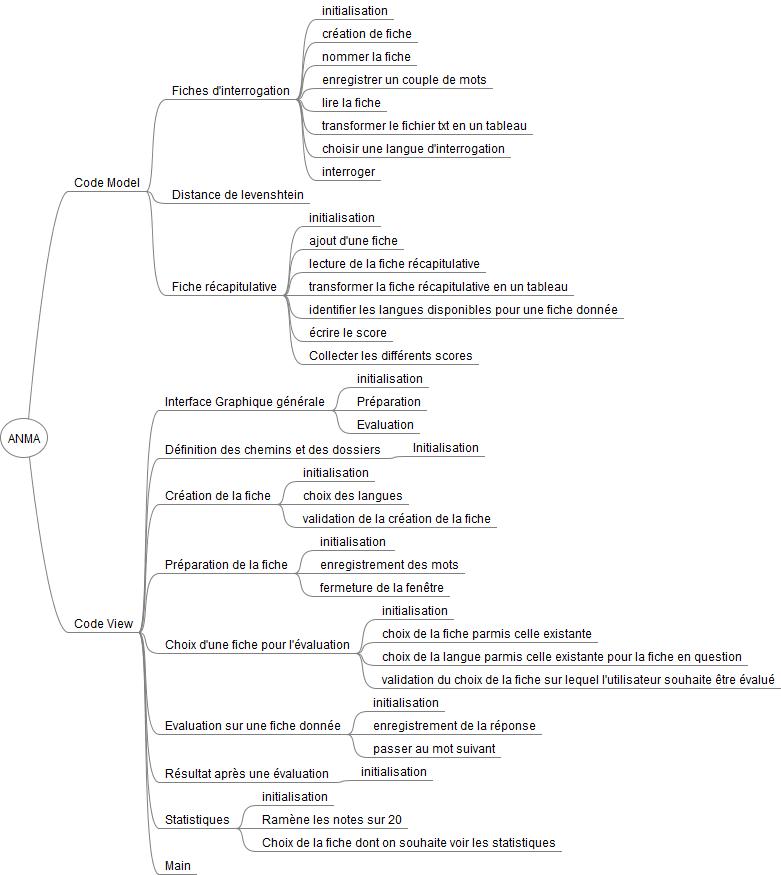 initialisation
création de fiche
nommer la fiche
enregistrer un couple de mots
Fiches d'interrogation
lire la fiche
transformer le fichier txt en un tableau
choisir une langue d'interrogation
interroger
Code Model
Distance de levenshtein
initialisation
ajout d'une fiche
lecture de la fiche récapitulative
Fiche récapitulative
transformer la fiche récapitulative en un tableau
identifier les langues disponibles pour une fiche donnée
écrire le score
Collecter les différents scores
initialisation
Interface Graphique générale
Préparation
Evaluation
ANMA
Définition des chemins et des dossiers
Initialisation
initialisation
Création de la fiche
choix des langues
validation de la création de la fiche
initialisation
Préparation de la fiche
enregistrement des mots
fermeture de la fenêtre
Code View
initialisation
choix de la fiche parmis celle existante
Choix d'une fiche pour l'évaluation
choix de la langue parmis celle existante pour la fiche en question
validation du choix de la fiche sur lequel l'utilisateur souhaite être évalué
initialisation
Evaluation sur une fiche donnée
enregistrement de la réponse
passer au mot suivant
Résultat après une évaluation
initialisation
initialisation
Statistiques
Ramène les notes sur 20
Choix de la fiche dont on souhaite voir les statistiques
Main